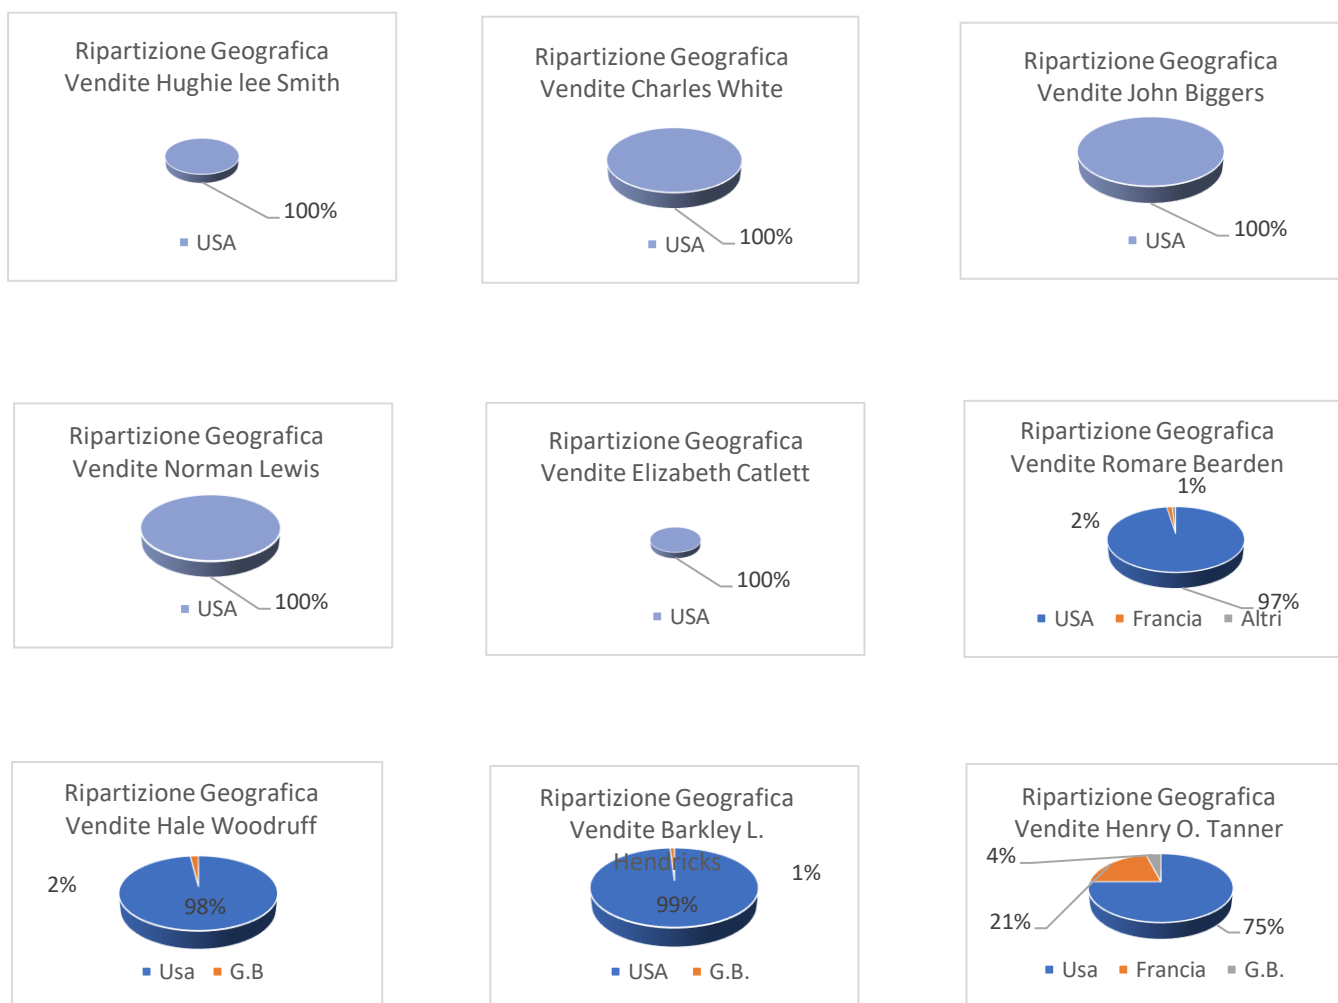 Ripartizione Geografica
Vendite Hughie lee Smith
100%
USA
Ripartizione Geografica
Vendite Charles White
100%
USA
Ripartizione Geografica
Vendite John Biggers
100%
USA
Ripartizione Geografica
Vendite Norman Lewis
100%
USA
Ripartizione Geografica
Vendite Elizabeth Catlett
100%
USA
Ripartizione Geografica
Vendite Romare Bearden
1%
2%
97%
USA Francia Altri
Ripartizione Geografica
Vendite Hale Woodruff
2%
98%
Usa G.B
Ripartizione Geografica
Vendite Barkley L.
Hendricks
1%
99%
USA G.B.
Ripartizione Geografica
Vendite Henry O. Tanner
4%
21%
75%
Usa Francia G.B.